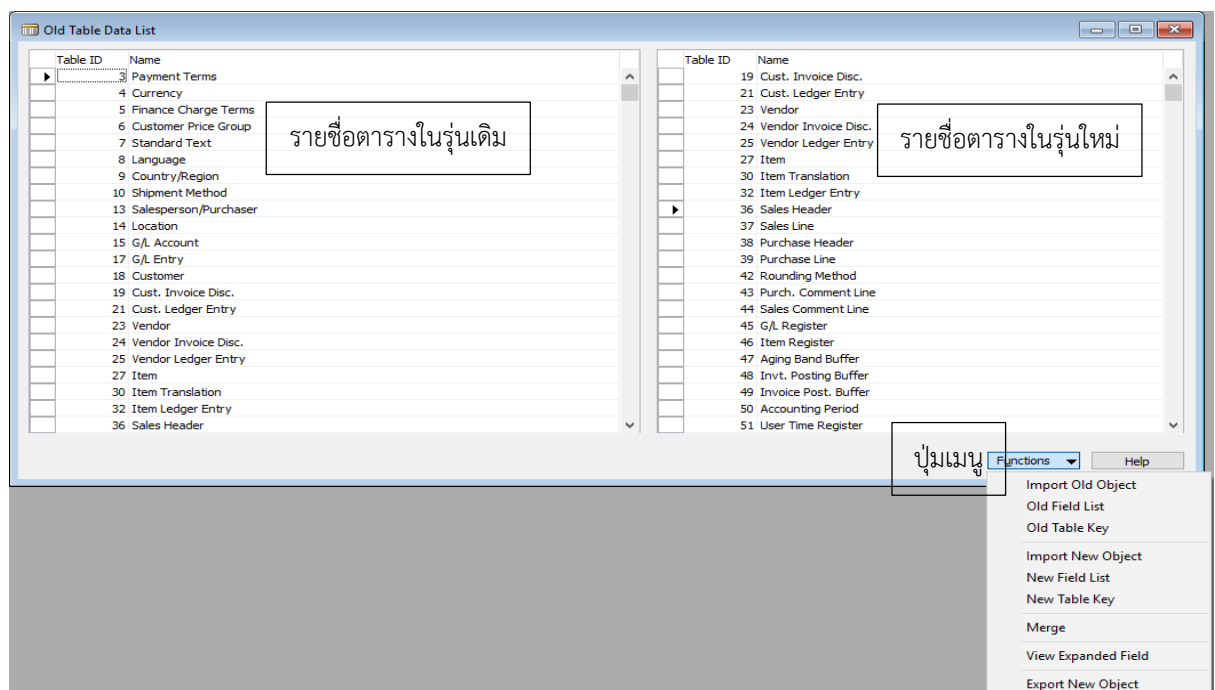 Old Table Data List
Table ID Name
3 Payment Terms
4 Currency
5 Finance Charge Terms
6 Customer Price Group
7 Standard Text
8 Language
9 Country/Region
10 Shipment Method
13 Salesperson/Purchaser
14 Location
15 G/L Account
17 G/L Entry
18 Customer
19 Cust. Invoice Disc.
21 Cust. Ledger Entry
23 Vendor
24 Vendor Invoice Disc.
25 Vendor Ledger Entry
27 Item
30 Item Translation
32 Item Ledger Entry
36 Sales Header
รายชื่อตารางในรุ่นเดิม
Table ID Name
19 Cust. Invoice Disc.
21 Cust. Ledger Entry
23 Vendor
24 Vendor Invoice Disc.
25 Vendor Ledger Entry
27 Item
30 Item Translation
32 Item Ledger Entry
36 Sales Header
37 Sales Line
38 Purchase Header
39 Purchase Line
42 Rounding Method
43 Purch. Comment Line
44 Sales Comment Line
45 G/L Register
46 Item Register
47 Aging Band Buffer
48 Invt. Posting Buffer
49 Invoice Post. Buffer
50 Accounting Period
51 User Time Register
รายชื่อตารางในรุ่นใหม่
ปุ่มเมนู
Functions
Help
Import Old Object
Old Field List
Old Table Key
Import New Object
New Field List
New Table Key
Merge
View Expanded Field
Export New Object